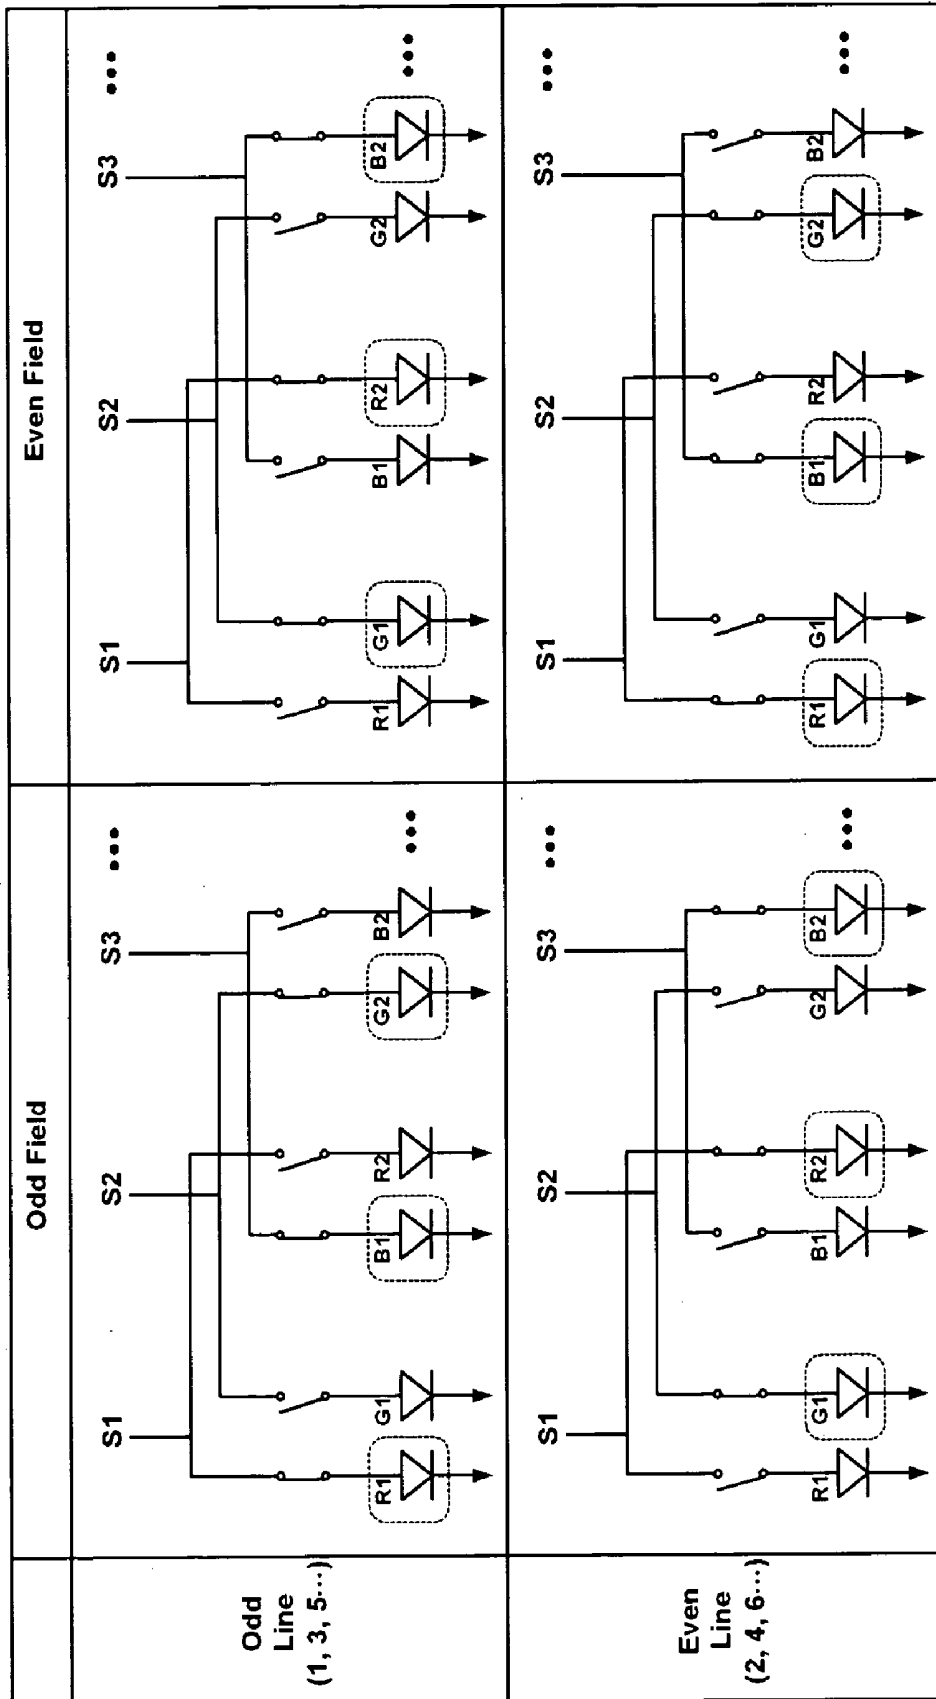 Odd Field
Even Field
Odd
Line
(1, 3, 5···)
S1
S2
S3
•••
R1
G1
B1
R2
G2
B2
•••
S1
S2
S3
•••
R1
G1
B1
R2
G2
B2
•••
Even
Line
(2, 4, 6···)
S1
S2
S3
•••
R1
G1
B1
R2
G2
B2
•••
S1
S2
S3
•••
R1
G1
B1
R2
G2
B2
•••